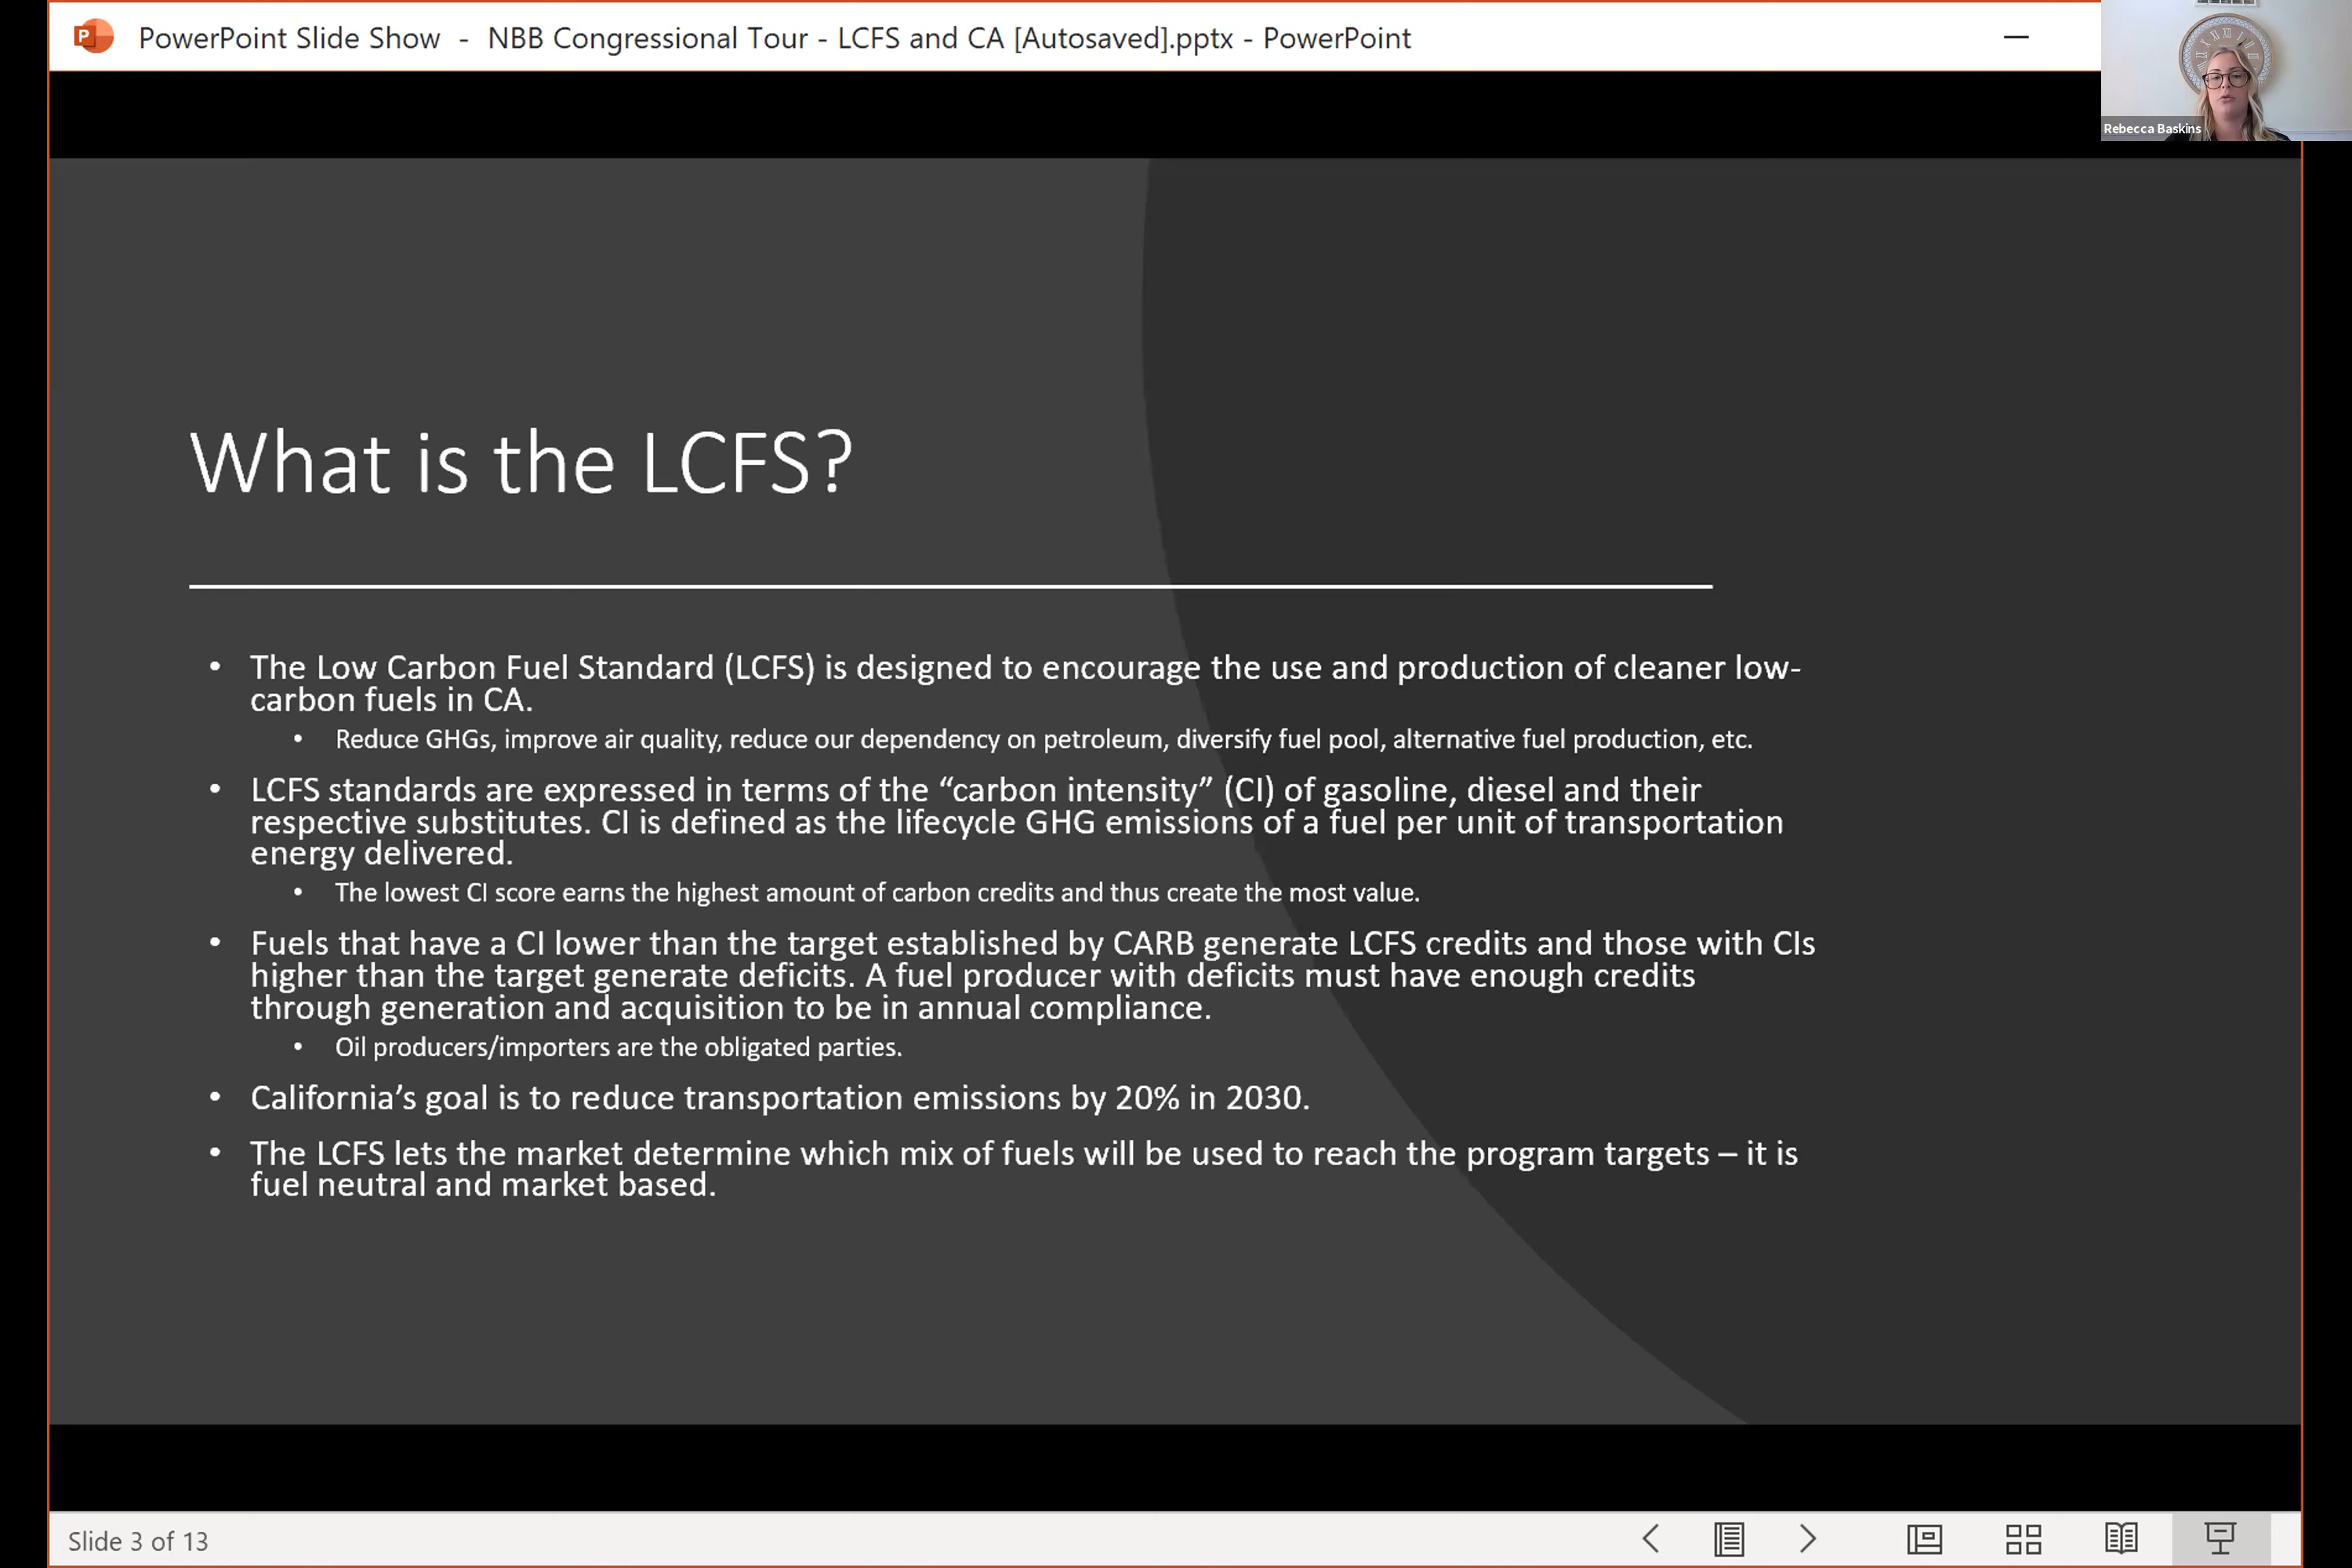 PowerPoint Slide Show - NBB Congressional Tour - LCFS and CA [Autosaved].pptx - PowerPoint
Rebecca Baskins
What is the LCFS?
• The Low Carbon Fuel Standard (LCFS) is designed to encourage the use and production of cleaner low-
carbon fuels in CA.
• Reduce GHGs, improve air quality, reduce our dependency on petroleum, diversify fuel pool, alternative fuel production, etc.
• LCFS standards are expressed in terms of the “carbon intensity” (CI) of gasoline, diesel and their
respective substitutes. CI is defined as the lifecycle GHG emissions of a fuel per unit of transportation
energy delivered.
• The lowest CI score earns the highest amount of carbon credits and thus create the most value.
• Fuels that have a CI lower than the target established by CARB generate LCFS credits and those with CIs
higher than the target generate deficits. A fuel producer with deficits must have enough credits
through generation and acquisition to be in annual compliance.
• Oil producers/importers are the obligated parties.
• California’s goal is to reduce transportation emissions by 20% in 2030.
• The LCFS lets the market determine which mix of fuels will be used to reach the program targets – it is
fuel neutral and market based.
Slide 3 of 13